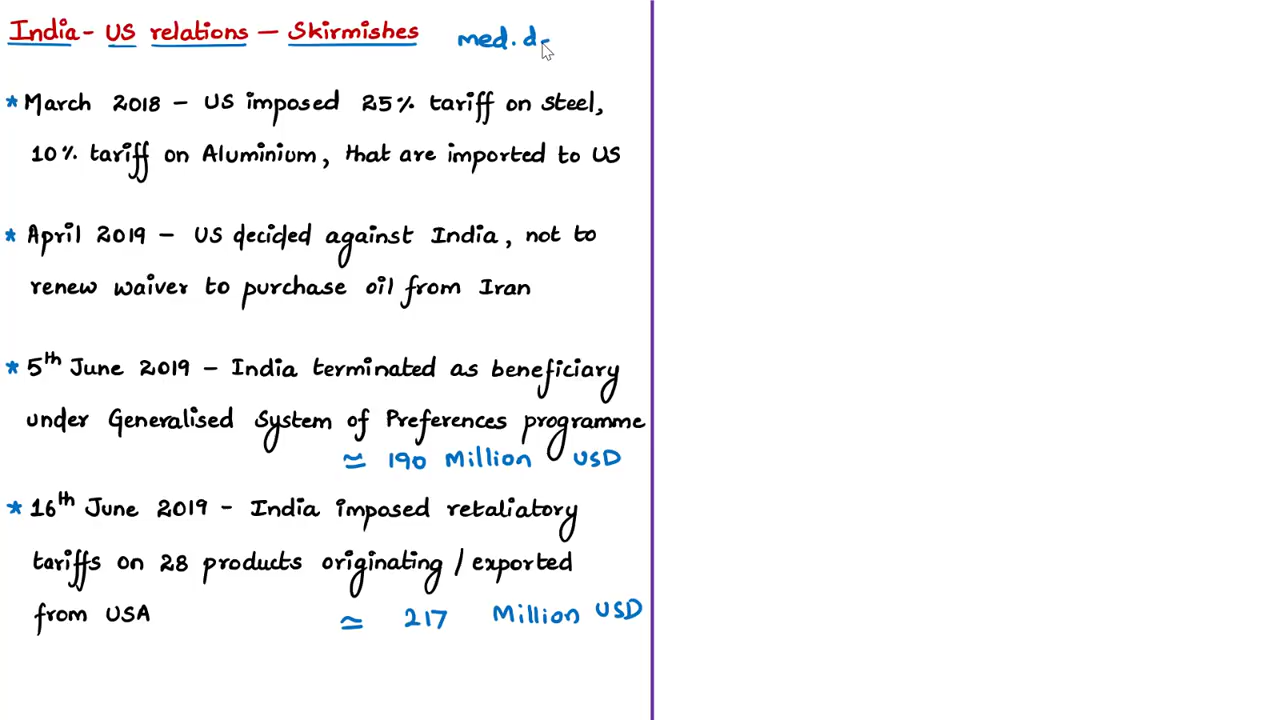 India - US relations — Skirmishes med. d
* March 2018 - US imposed 25% tariff on steel,
10% tariff on Aluminium, that are imported to US
* April 2019 - US decided against India, not to
renew waiver to purchase oil from Iran
* 5th June 2019 - India terminated as beneficiary
under Generalised System of Preferences programme
≃ 190 Million USD
* 16th June 2019 - India imposed retaliatory
tariffs on 28 products originating / exported
from USA ≃ 217 Million USD